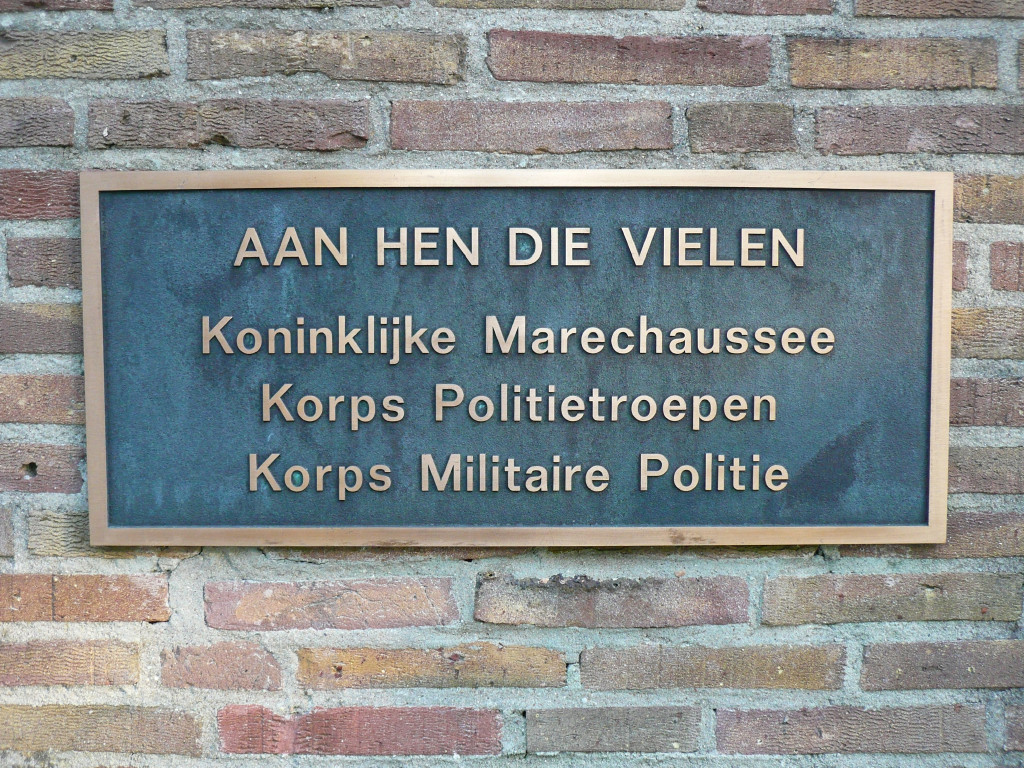 AAN HEN DIE VIELEN
Koninklijke Marechaussee
Korps Politietroepen
Korps Militaire Politie